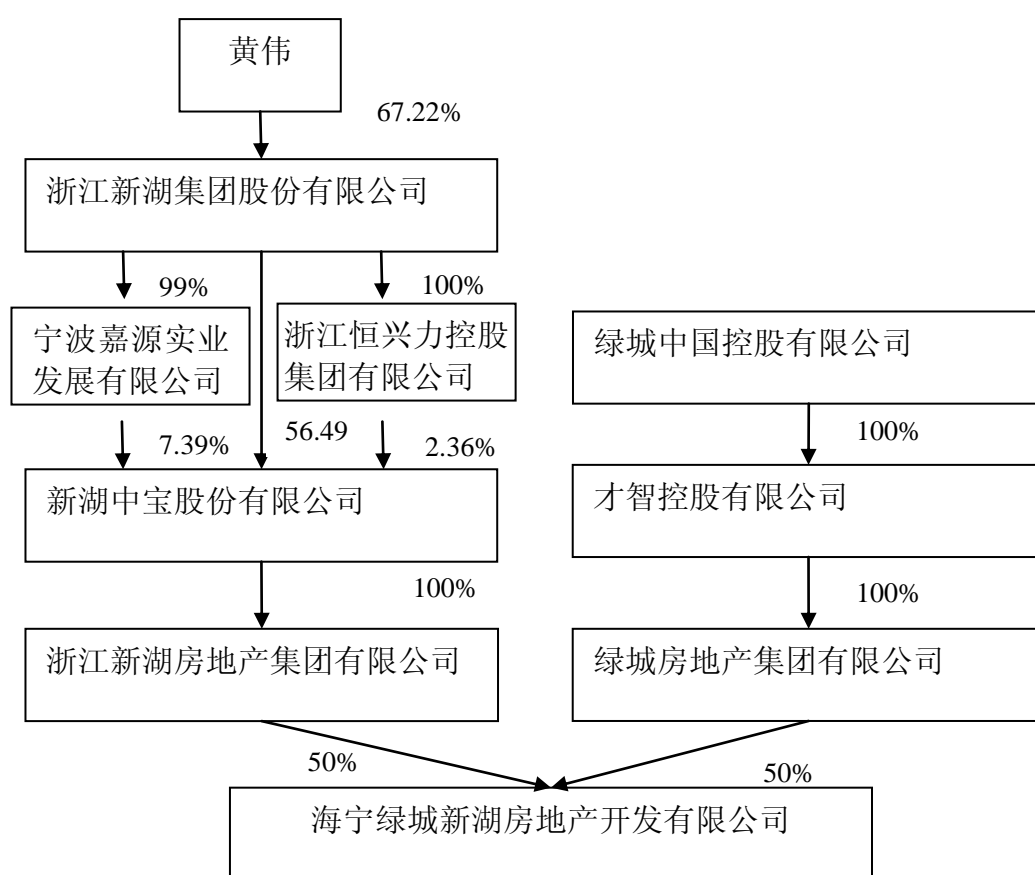 黄伟
67.22%
浙江新湖集团股份有限公司
99%
100%
宁波嘉源实业
发展有限公司
浙江恒兴力控股
集团有限公司
绿城中国控股有限公司
7.39%
56.49
2.36%
100%
新湖中宝股份有限公司
才智控股有限公司
100%
100%
浙江新湖房地产集团有限公司
绿城房地产集团有限公司
50%
50%
海宁绿城新湖房地产开发有限公司